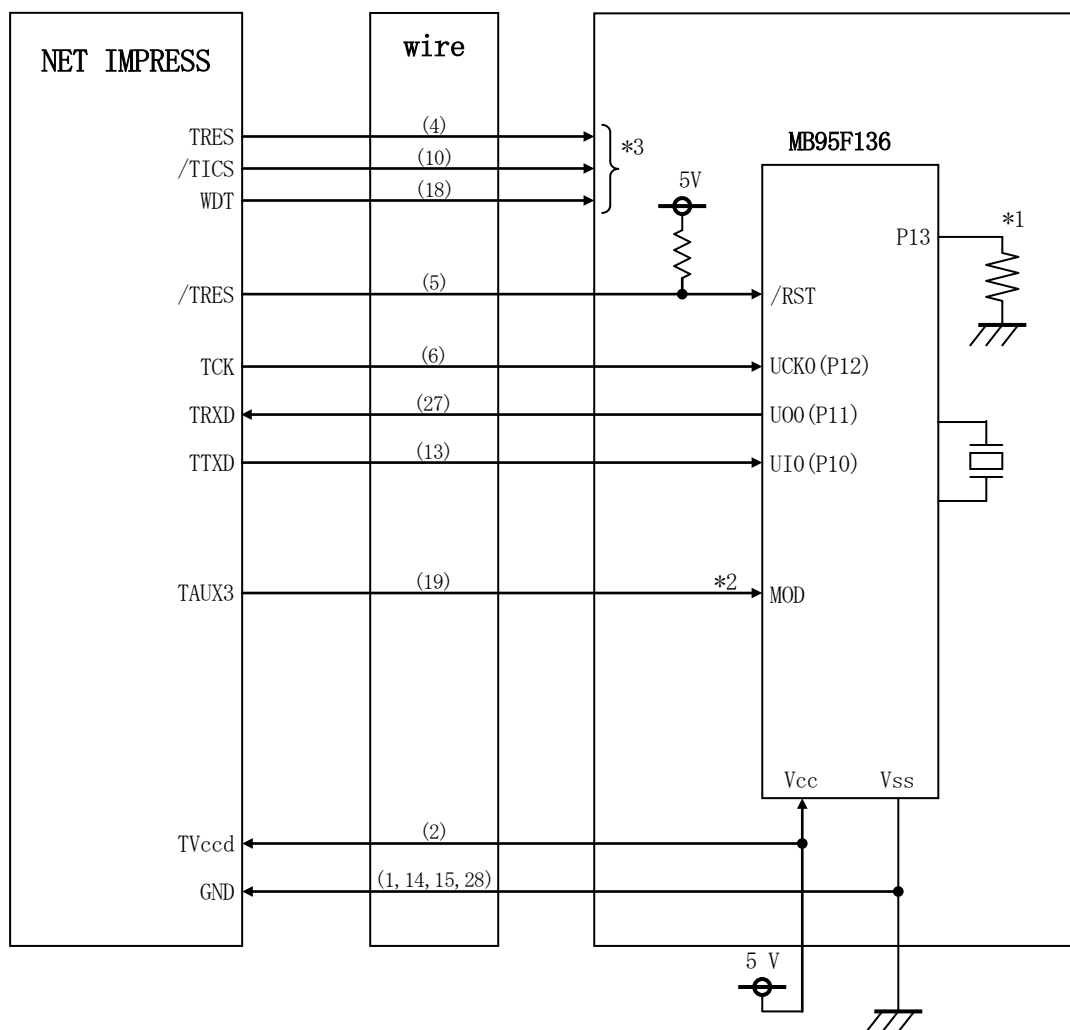 NET IMPRESS
wire
TRES
(4)
*3
/TICS
(10)
WDT
(18)
MB95F136
5V
P13
*1
/TRES
(5)
/RST
TCK
(6)
UCK0(P12)
TRXD
(27)
UO0(P11)
TTXD
(13)
UI0(P10)
TAUX3
(19)
*2
MOD
Vcc
Vss
TVccd
(2)
GND
(1,14,15,28)
5 V